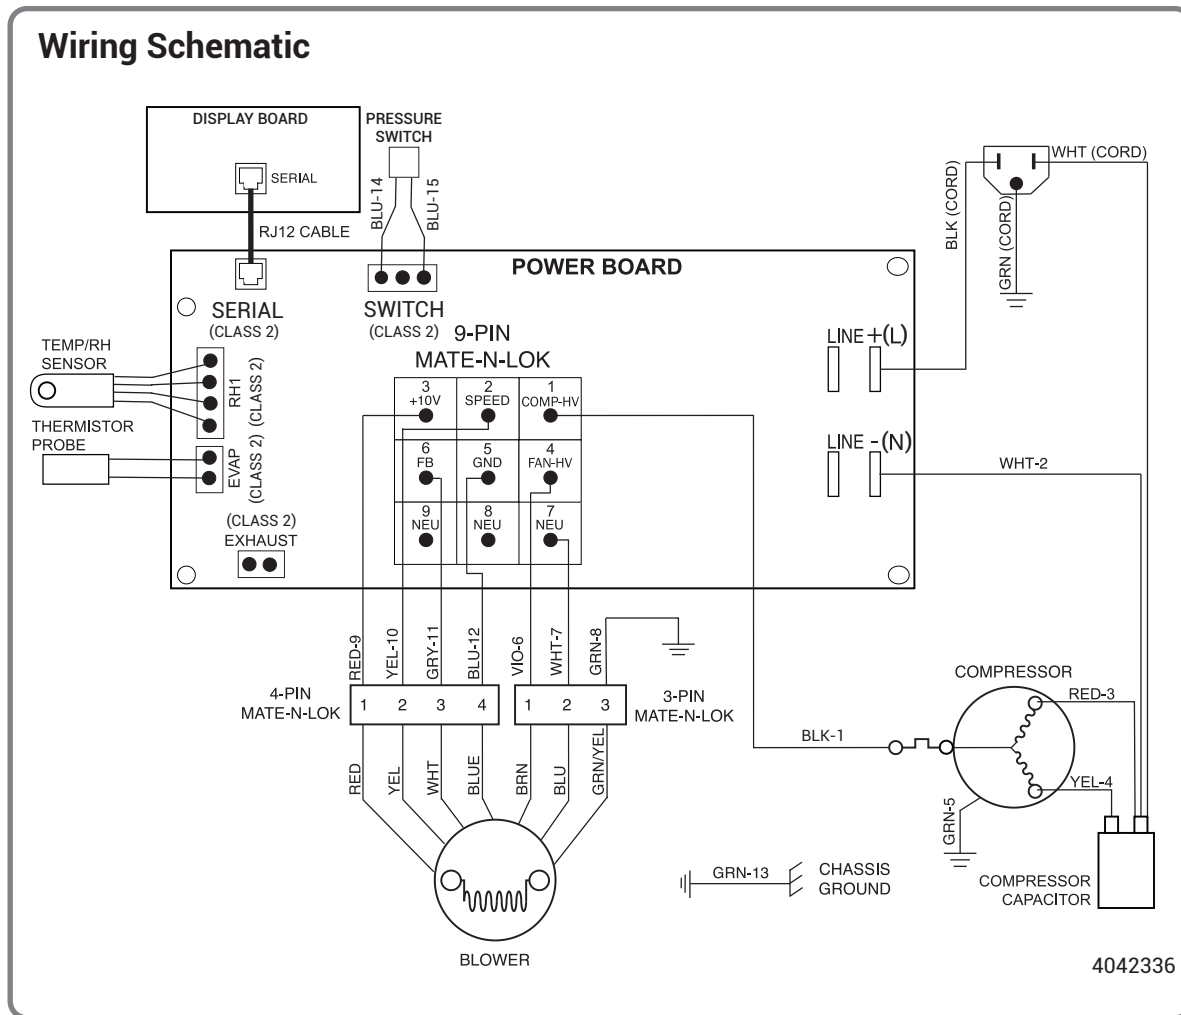 Wiring Schematic
DISPLAY BOARD
SERIAL
RJ12 CABLE
PRESSURE
SWITCH
BLU-14
BLU-15
BLK (CORD)
WHT (CORD)
GRN (CORD)
POWER BOARD
SERIAL
(CLASS 2)
SWITCH
(CLASS 2)
TEMP/RH
SENSOR
RH1
(CLASS 2)
THERMISTOR
PROBE
EVAP
(CLASS 2)
(CLASS 2)
EXHAUST
9-PIN
MATE-N-LOK
3
+10V
2
SPEED
1
COMP-HV
6
FB
5
GND
4
FAN-HV
9
NEU
8
NEU
7
NEU
LINE +(L)
LINE -(N)
WHT-2
RED-9
YEL-10
GRY-11
BLU-12
VIO-6
WHT-7
GRN-8
4-PIN
MATE-N-LOK
1 2 3 4
1 2 3
3-PIN
MATE-N-LOK
RED
YEL
WHT
BLUE
BRN
BLU
GRN/YEL
BLOWER
BLK-1
COMPRESSOR
RED-3
YEL-4
GRN-5
COMPRESSOR
CAPACITOR
GRN-13
CHASSIS
GROUND
4042336